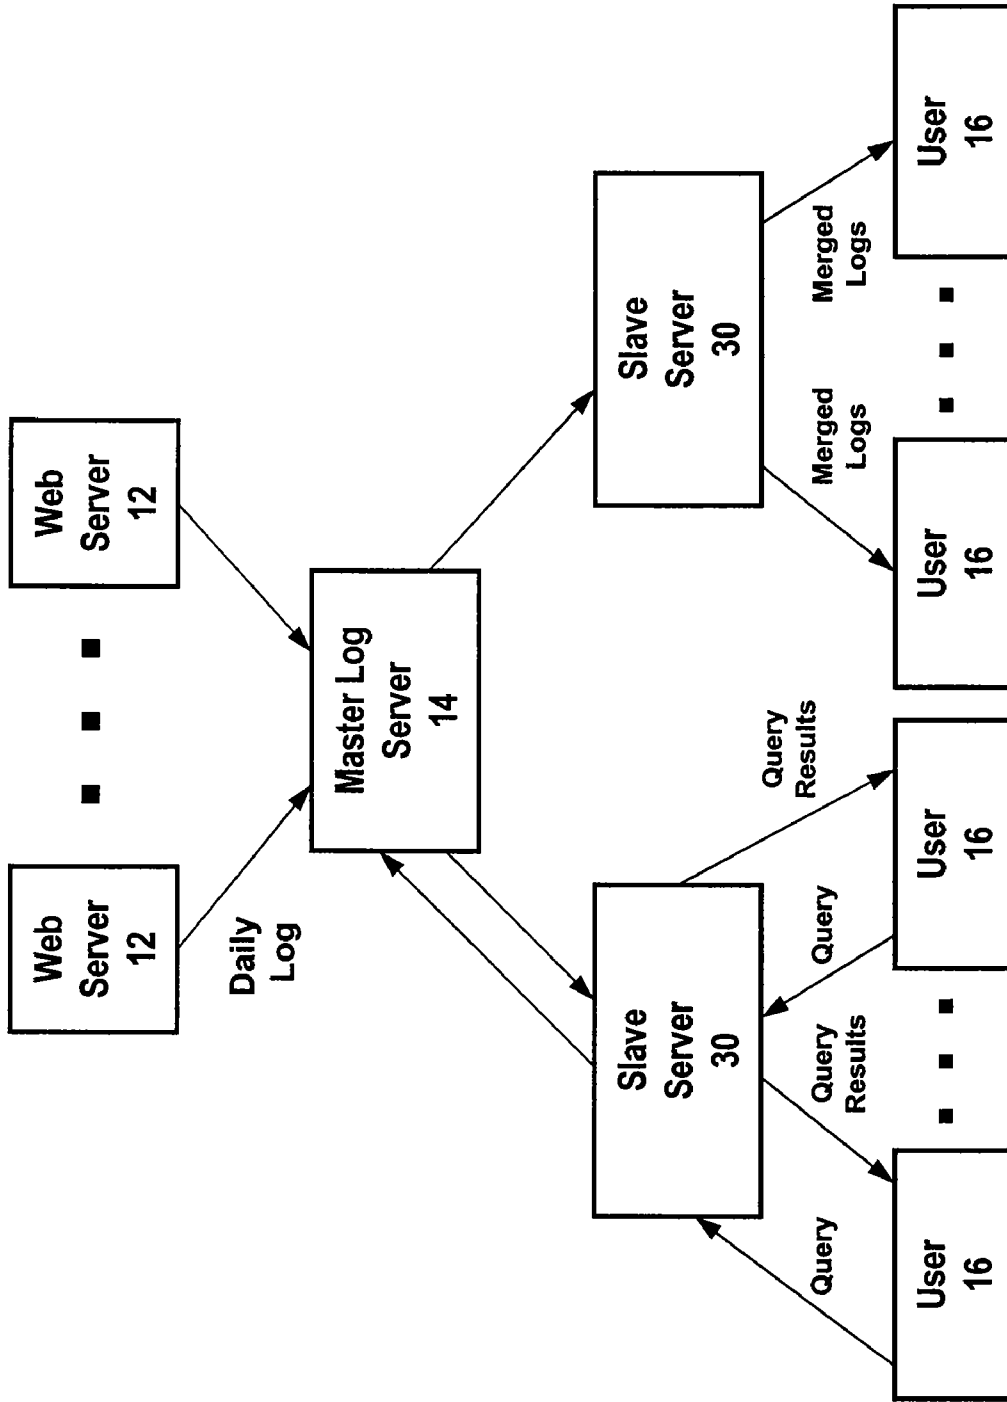 Web
Server
12
Web
Server
12
Daily
Log
Master Log
Server
14
Slave
Server
30
Slave
Server
30
Query
Query
Results
Query
Query
Results
Merged
Logs
Merged
Logs
User
16
User
16
User
16
User
16